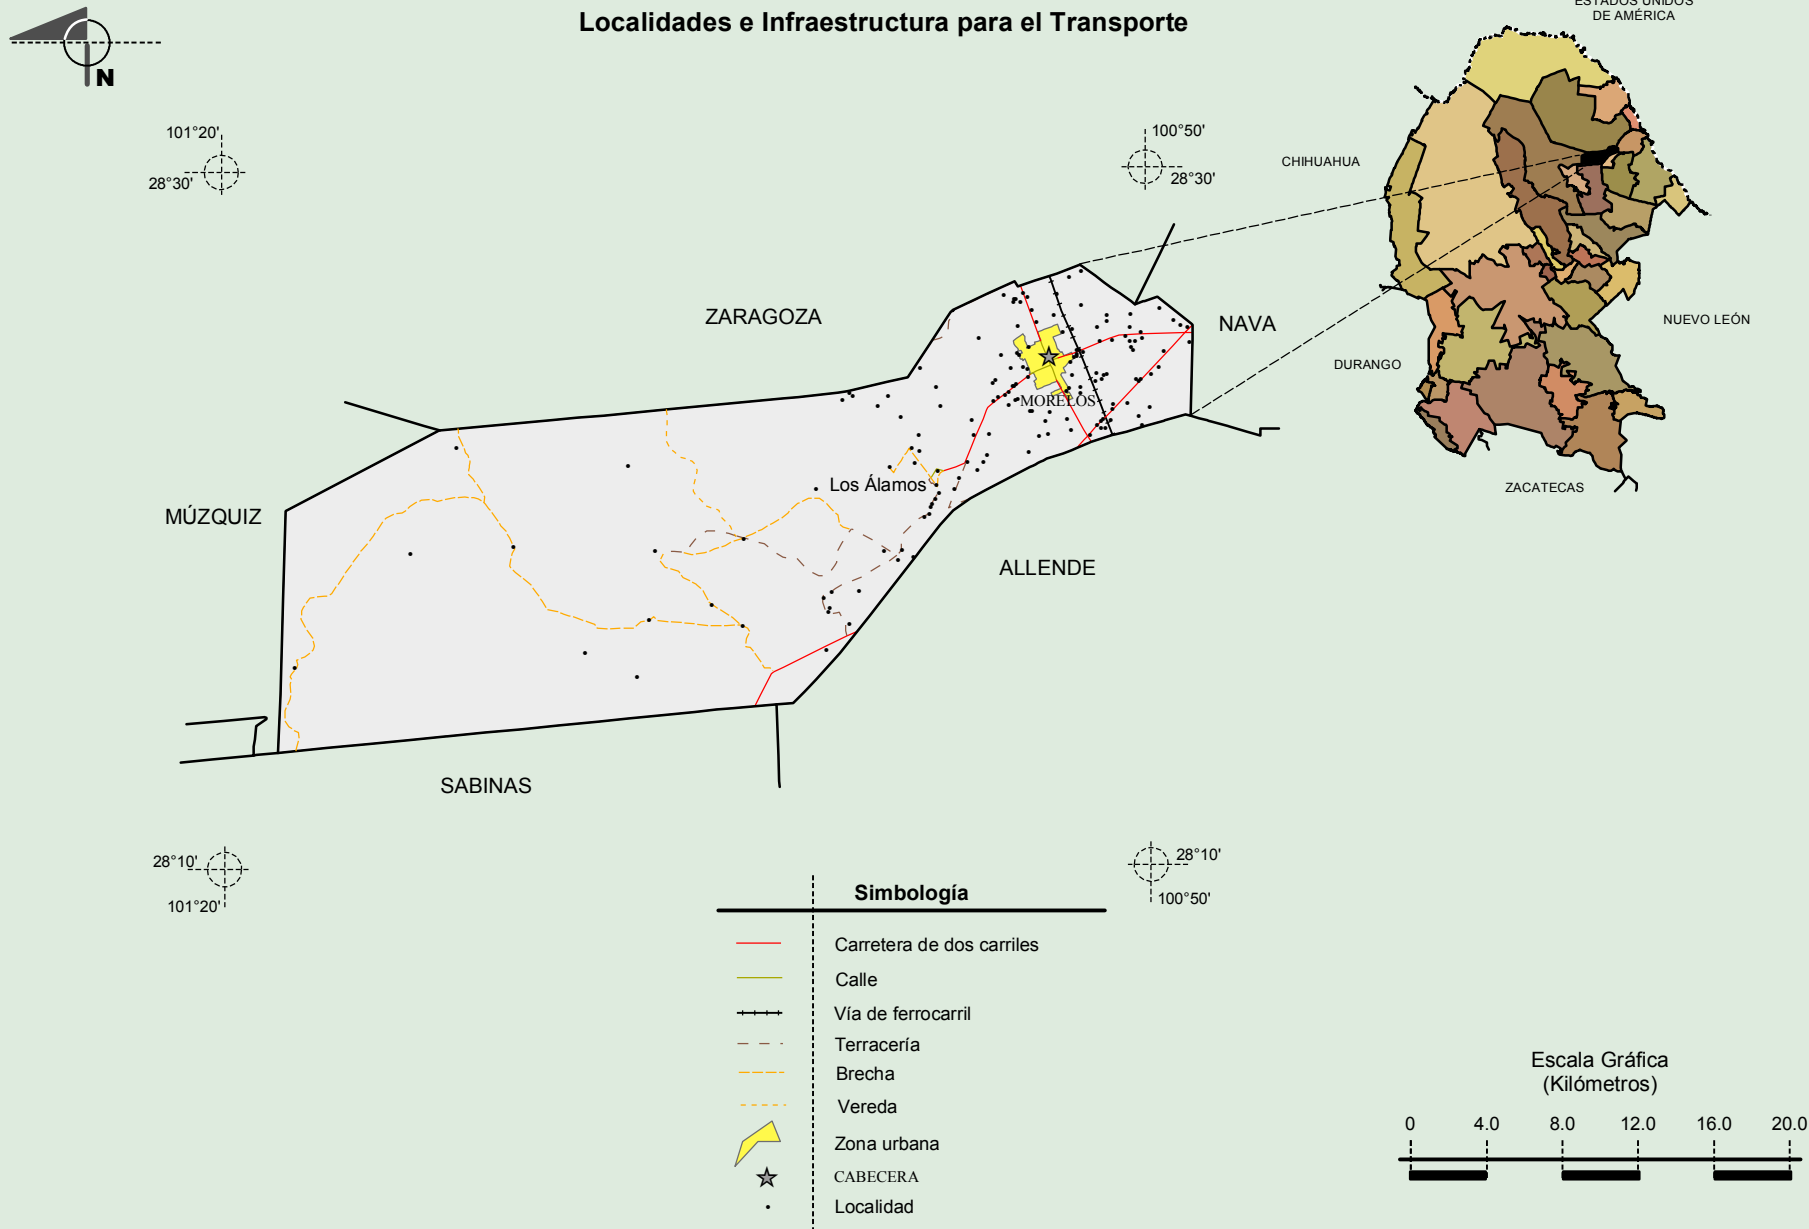 Localidades e Infraestructura para el Transporte
ESTADOS UNIDOS
DE AMÉRICA
N
101°20'
28°30'
100°50'
28°30'
CHIHUAHUA
ZARAGOZA
NAVA
NUEVO LEÓN
DURANGO
MORELOS
Los Álamos
MÚZQUIZ
ZACATECAS
ALLENDE
SABINAS
28°10'
101°20'
28°10'
100°50'
Simbología
Carretera de dos carriles
Calle
Vía de ferrocarril
Terracería
Brecha
Vereda
Zona urbana
CABECERA
Localidad
Escala Gráfica
(Kilómetros)
0 4.0 8.0 12.0 16.0 20.0